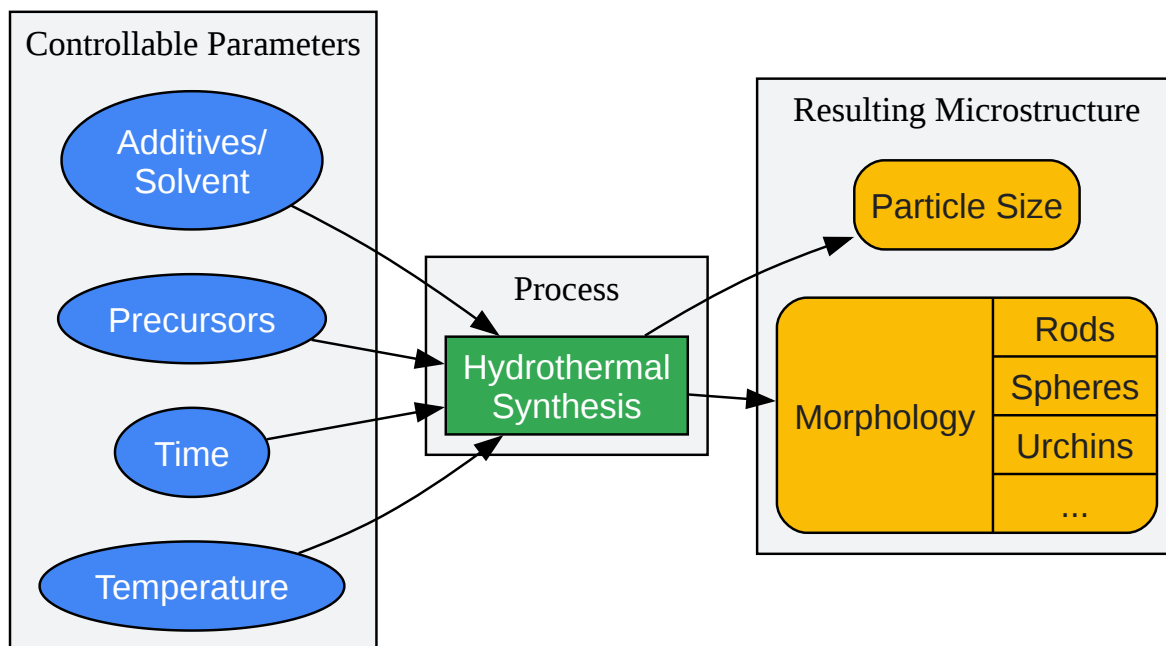 Controllable Parameters
Additives/
Solvent
Precursors
Time
Temperature
Process
Hydrothermal
Synthesis
Resulting Microstructure
Particle Size
Morphology
Rods
Spheres
Urchins
...